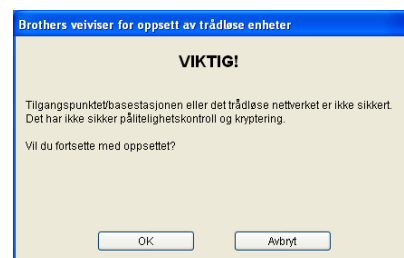 Brothers veiviser for oppsett av trådløse enheter
VIKTIG!
Tilgangspunktet/basestasjonen eller det trådløse nettverket er ikke sikkert.
Det har ikke sikker pålitelighetskontroll og kryptering.
Vil du fortsette med oppsettet?
OK
Avbryt